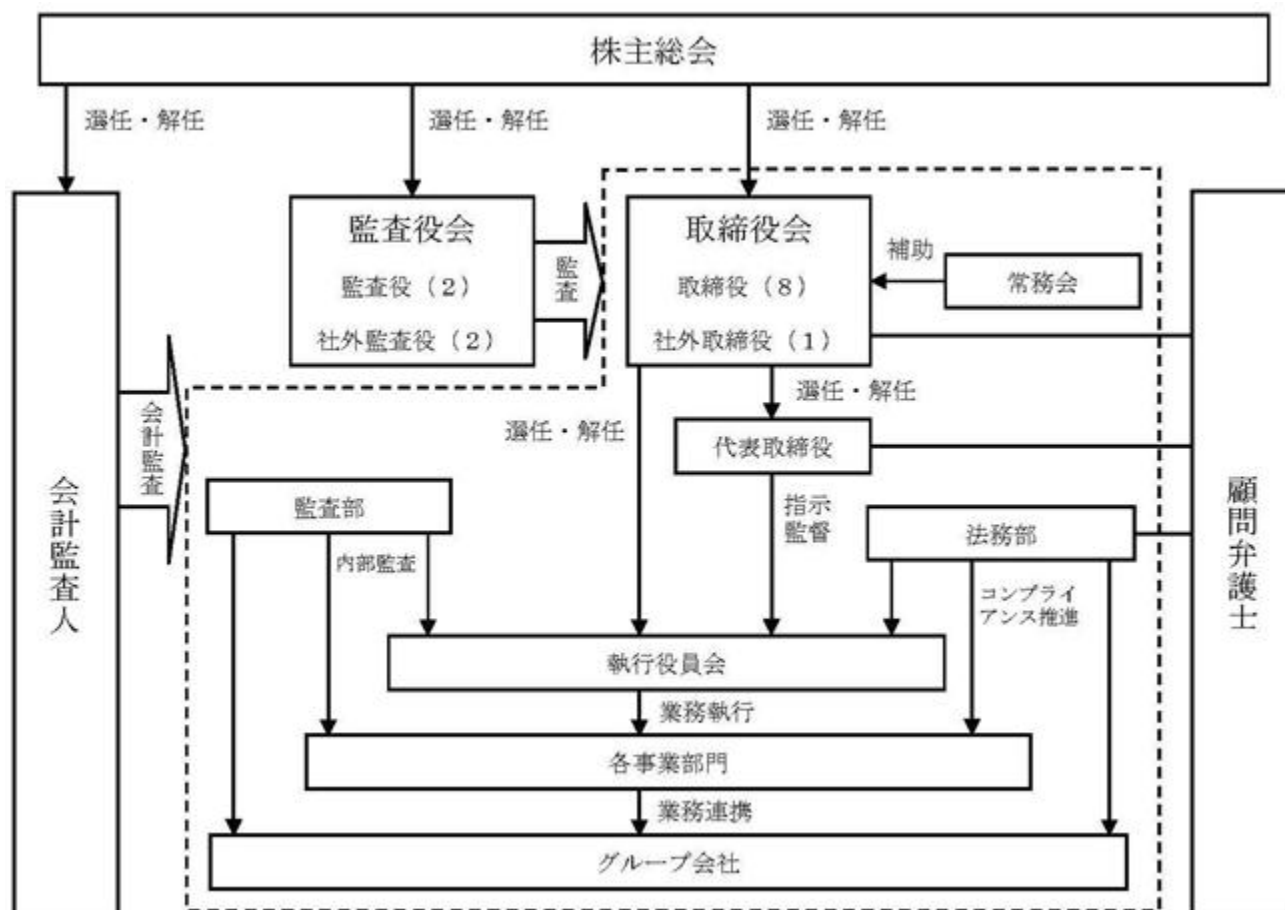 株主総会
選任・解任
選任・解任
選任・解任
監査役会
監査役（2）
社外監査役（2）
監査
取締役会
取締役（8）
社外取締役（1）
補助
常務会
会計監査
選任・解任
選任・解任
代表取締役
会計監査人
監査部
内部監査
指示
監督
法務部
コンプライ
アンス推進
顧問弁護士
執行役員会
業務執行
各事業部門
業務連携
グループ会社